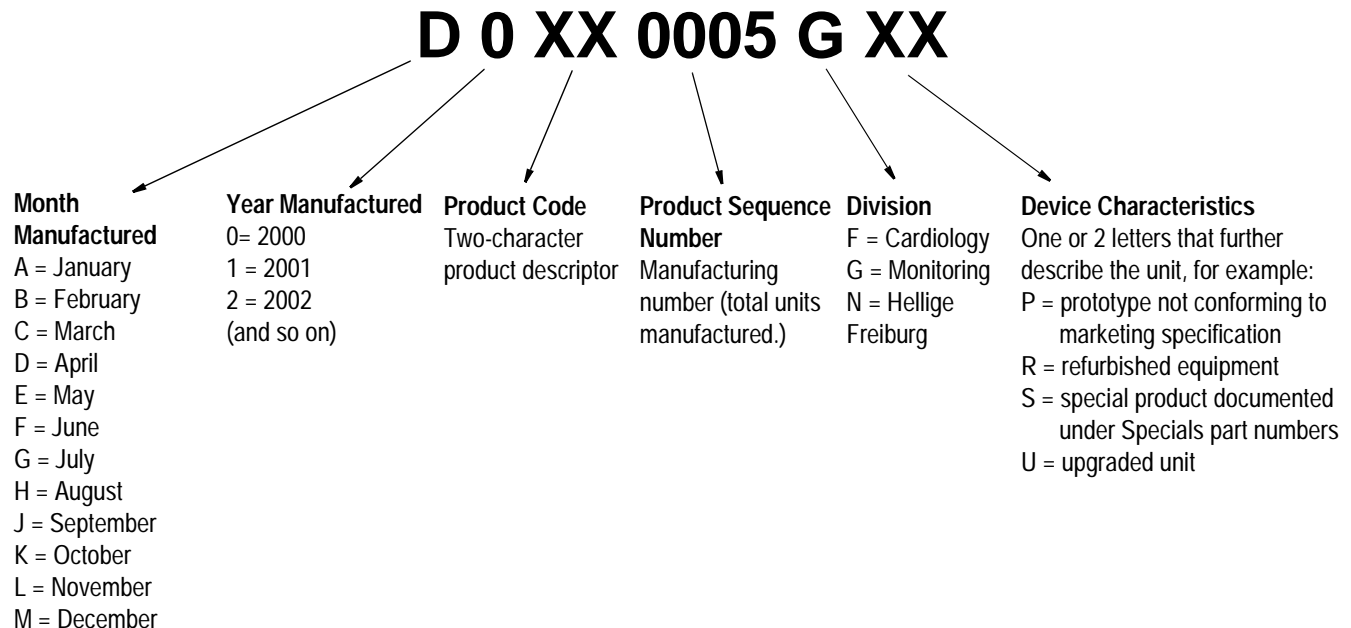 D 0 XX 0005 G XX
Month
Manufactured
A = January
B = February
C = March
D = April
E = May
F = June
G = July
H = August
J = September
K = October
L = November
M = December
Year Manufactured
0= 2000
1 = 2001
2 = 2002
(and so on)
Product Code
Two-character
product descriptor
Product Sequence
Number
Manufacturing
number (total units
manufactured.)
Division
F = Cardiology
G = Monitoring
N = Hellige
Freiburg
Device Characteristics
One or 2 letters that further
describe the unit, for example:
P = prototype not conforming to
marketing specification
R = refurbished equipment
S = special product documented
under Specials part numbers
U = upgraded unit